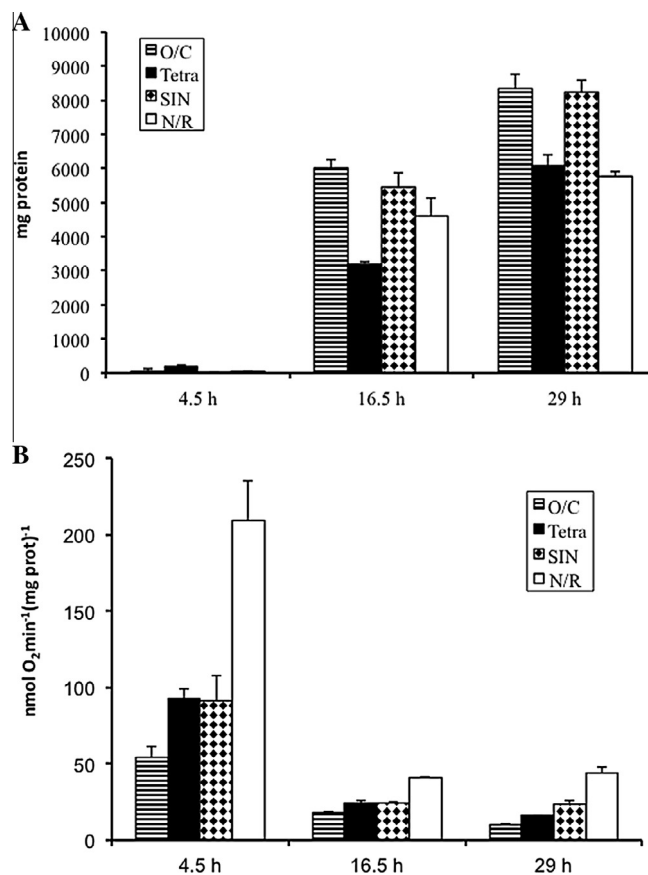 A
mg protein
10000
9000
8000
7000
6000
5000
4000
3000
2000
1000
0
O/C
Tetra
SIN
N/R
4.5 h 16.5 h 29 h
B
nmol O₂min⁻¹(mg prot)⁻¹
250
200
150
100
50
0
O/C
Tetra
SIN
N/R
4.5 h 16.5 h 29 h